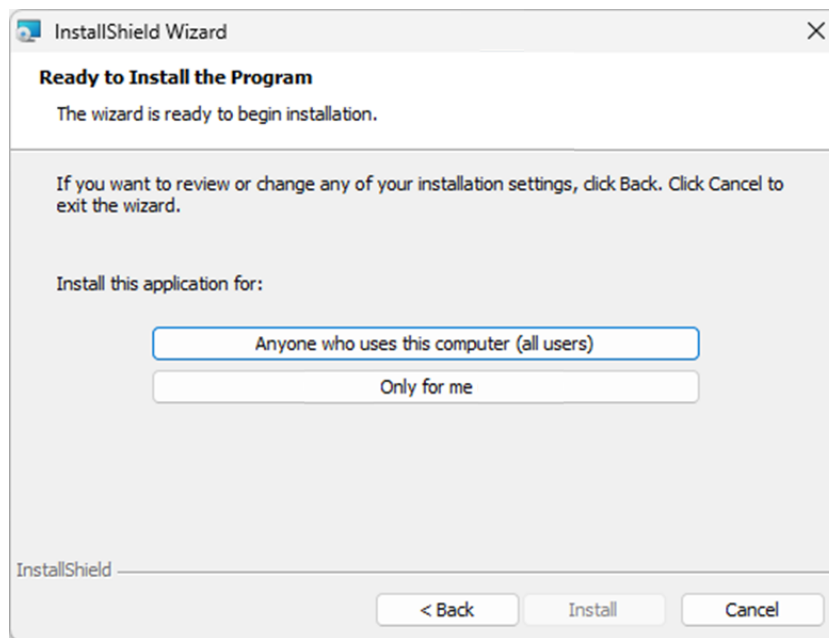 InstallShield Wizard
Ready to Install the Program
The wizard is ready to begin installation.
If you want to review or change any of your installation settings, click Back. Click Cancel to
exit the wizard.
Install this application for:
Anyone who uses this computer (all users)
Only for me
InstallShield
< Back
Install
Cancel